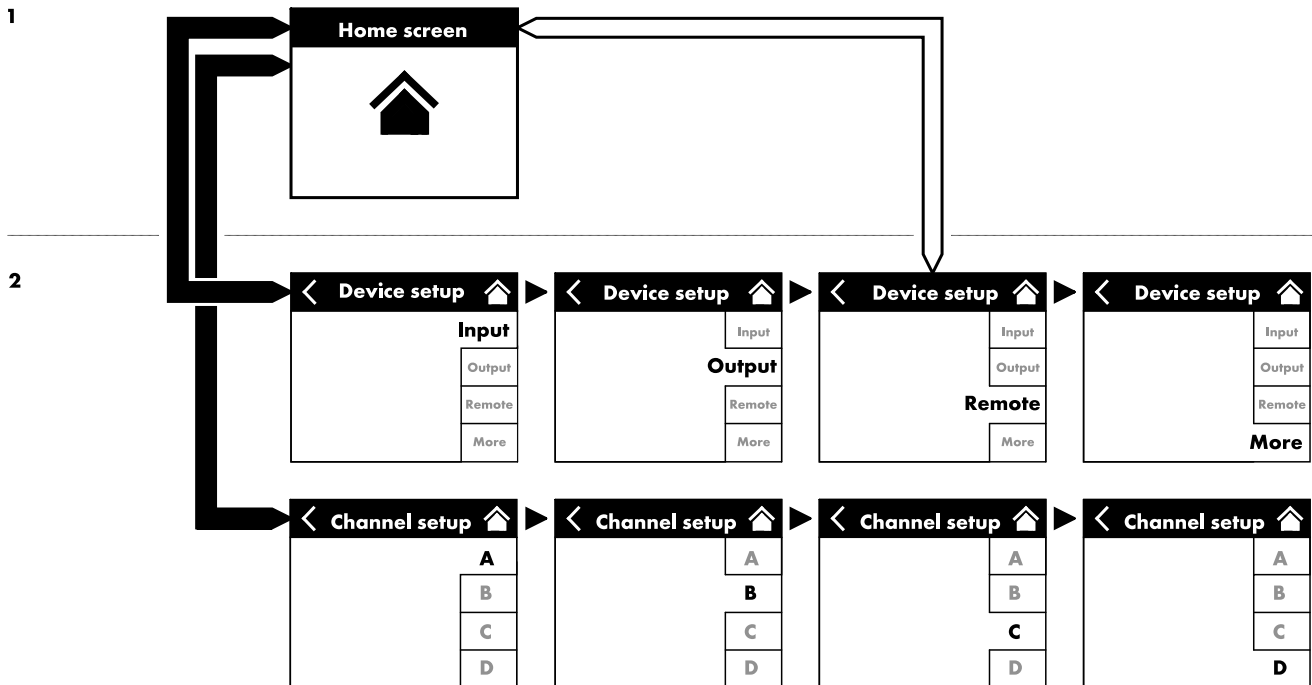 1
Home screen
2
Device setup
Input
Output
Remote
More
Device setup
Input
Output
Remote
More
Device setup
Input
Output
Remote
More
Device setup
Input
Output
Remote
More
Channel setup
A
B
C
D
Channel setup
A
B
C
D
Channel setup
A
B
C
D
Channel setup
A
B
C
D